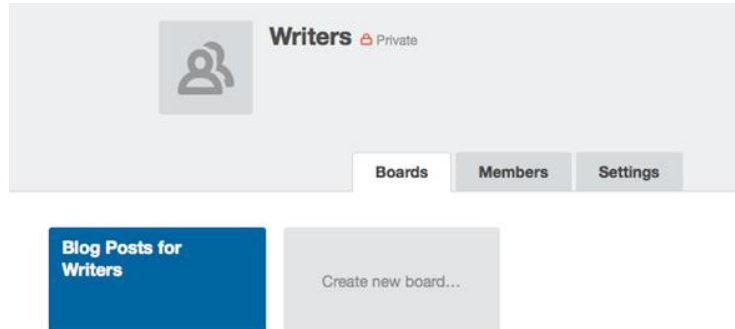 Writers Private
Boards Members Settings
Blog Posts for
Writers
Create new board...